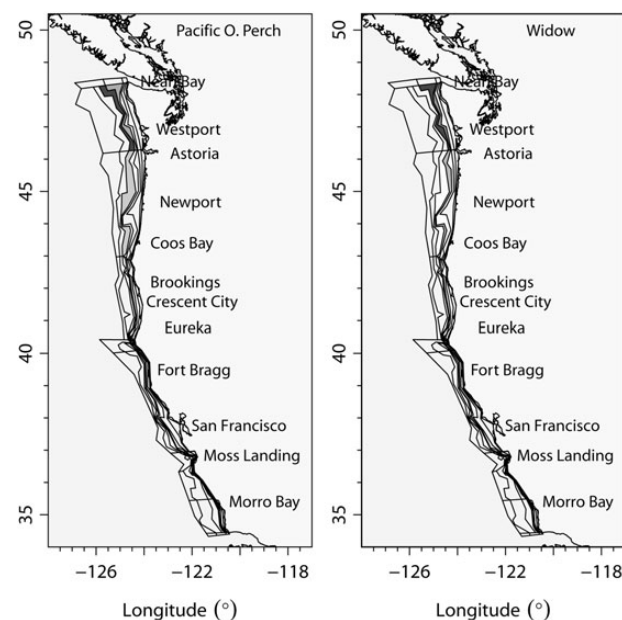 50
45
40
35
Pacific O. Perch
Neah Bay
Westport
Astoria
Newport
Coos Bay
Brookings
Crescent City
Eureka
Fort Bragg
San Francisco
Moss Landing
Morro Bay
−126 −122 −118
Longitude (°)
50
45
40
35
Widow
Neah Bay
Westport
Astoria
Newport
Coos Bay
Brookings
Crescent City
Eureka
Fort Bragg
San Francisco
Moss Landing
Morro Bay
−126 −122 −118
Longitude (°)